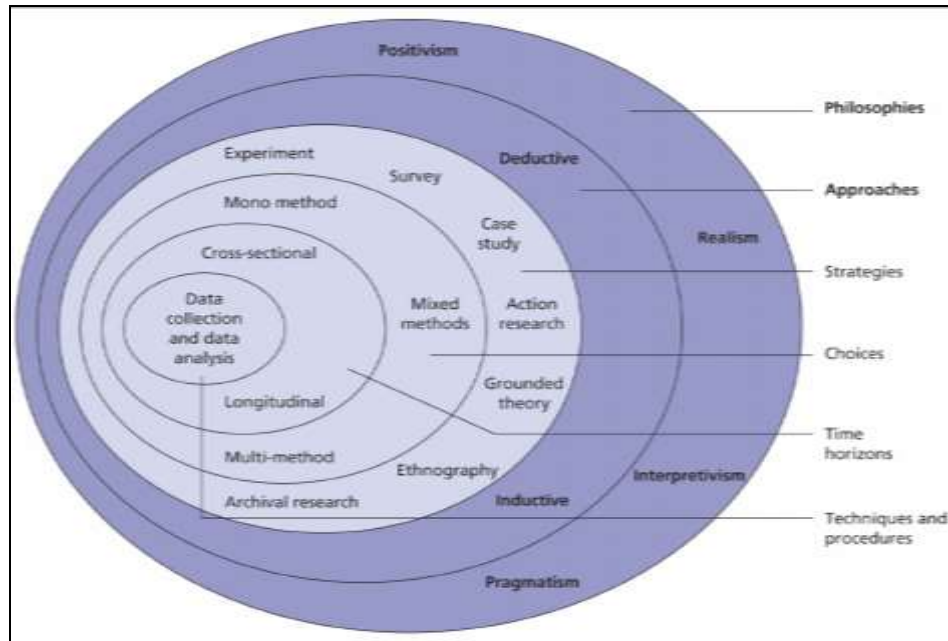 Positivism
Philosophies
Experiment
Deductive
Survey
Approaches
Mono method
Case
study
Realism
Cross-sectional
Strategies
Data
collection
and data
analysis
Mixed
methods
Action
research
Choices
Grounded
theory
Longitudinal
Time
horizons
Multi-method
Ethnography
Interpretivism
Archival research
Inductive
Techniques and
procedures
Pragmatism